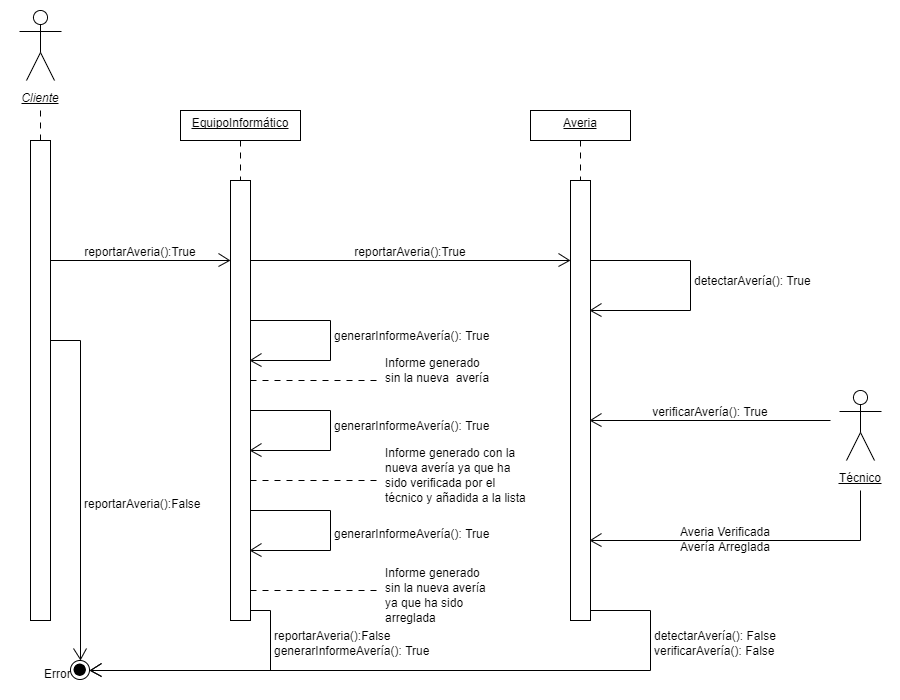 Cliente
EquipoInformático
Averia
reportarAveria():True
reportarAveria():True
detectarAvería(): True
generarInformeAvería(): True
Informe generado
sin la nueva avería
verificarAvería(): True
generarInformeAvería(): True
Informe generado con la
nueva avería ya que ha
sido verificada por el
técnico y añadida a la lista
Técnico
reportarAveria():False
generarInformeAvería(): True
Averia Verificada
Avería Arreglada
Informe generado
sin la nueva avería
ya que ha sido
arreglada
reportarAveria():False
generarInformeAvería(): True
detectarAvería(): False
verificarAvería(): False
Error